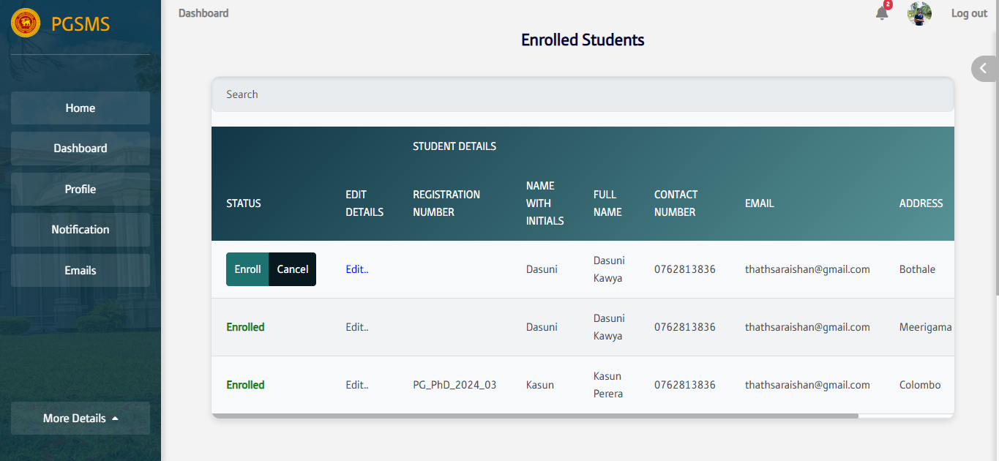 PGSMS
Dashboard
2
Log out
Enrolled Students
Home
Dashboard
Profile
Notification
Emails
More Details
Search
STUDENT DETAILS
STATUS
EDIT
DETAILS
REGISTRATION
NUMBER
NAME
WITH
INITIALS
FULL
NAME
CONTACT
NUMBER
EMAIL
ADDRESS
Enroll Cancel Edit.. Dasuni Dasuni
Kawya 0762813836 thathsaraishan@gmail.com Bothale
Enrolled Edit.. Dasuni Dasuni
Kawya 0762813836 thathsaraishan@gmail.com Meerigama
Enrolled Edit.. PG_PhD_2024_03 Kasun Kasun
Perera 0762813836 thathsaraishan@gmail.com Colombo